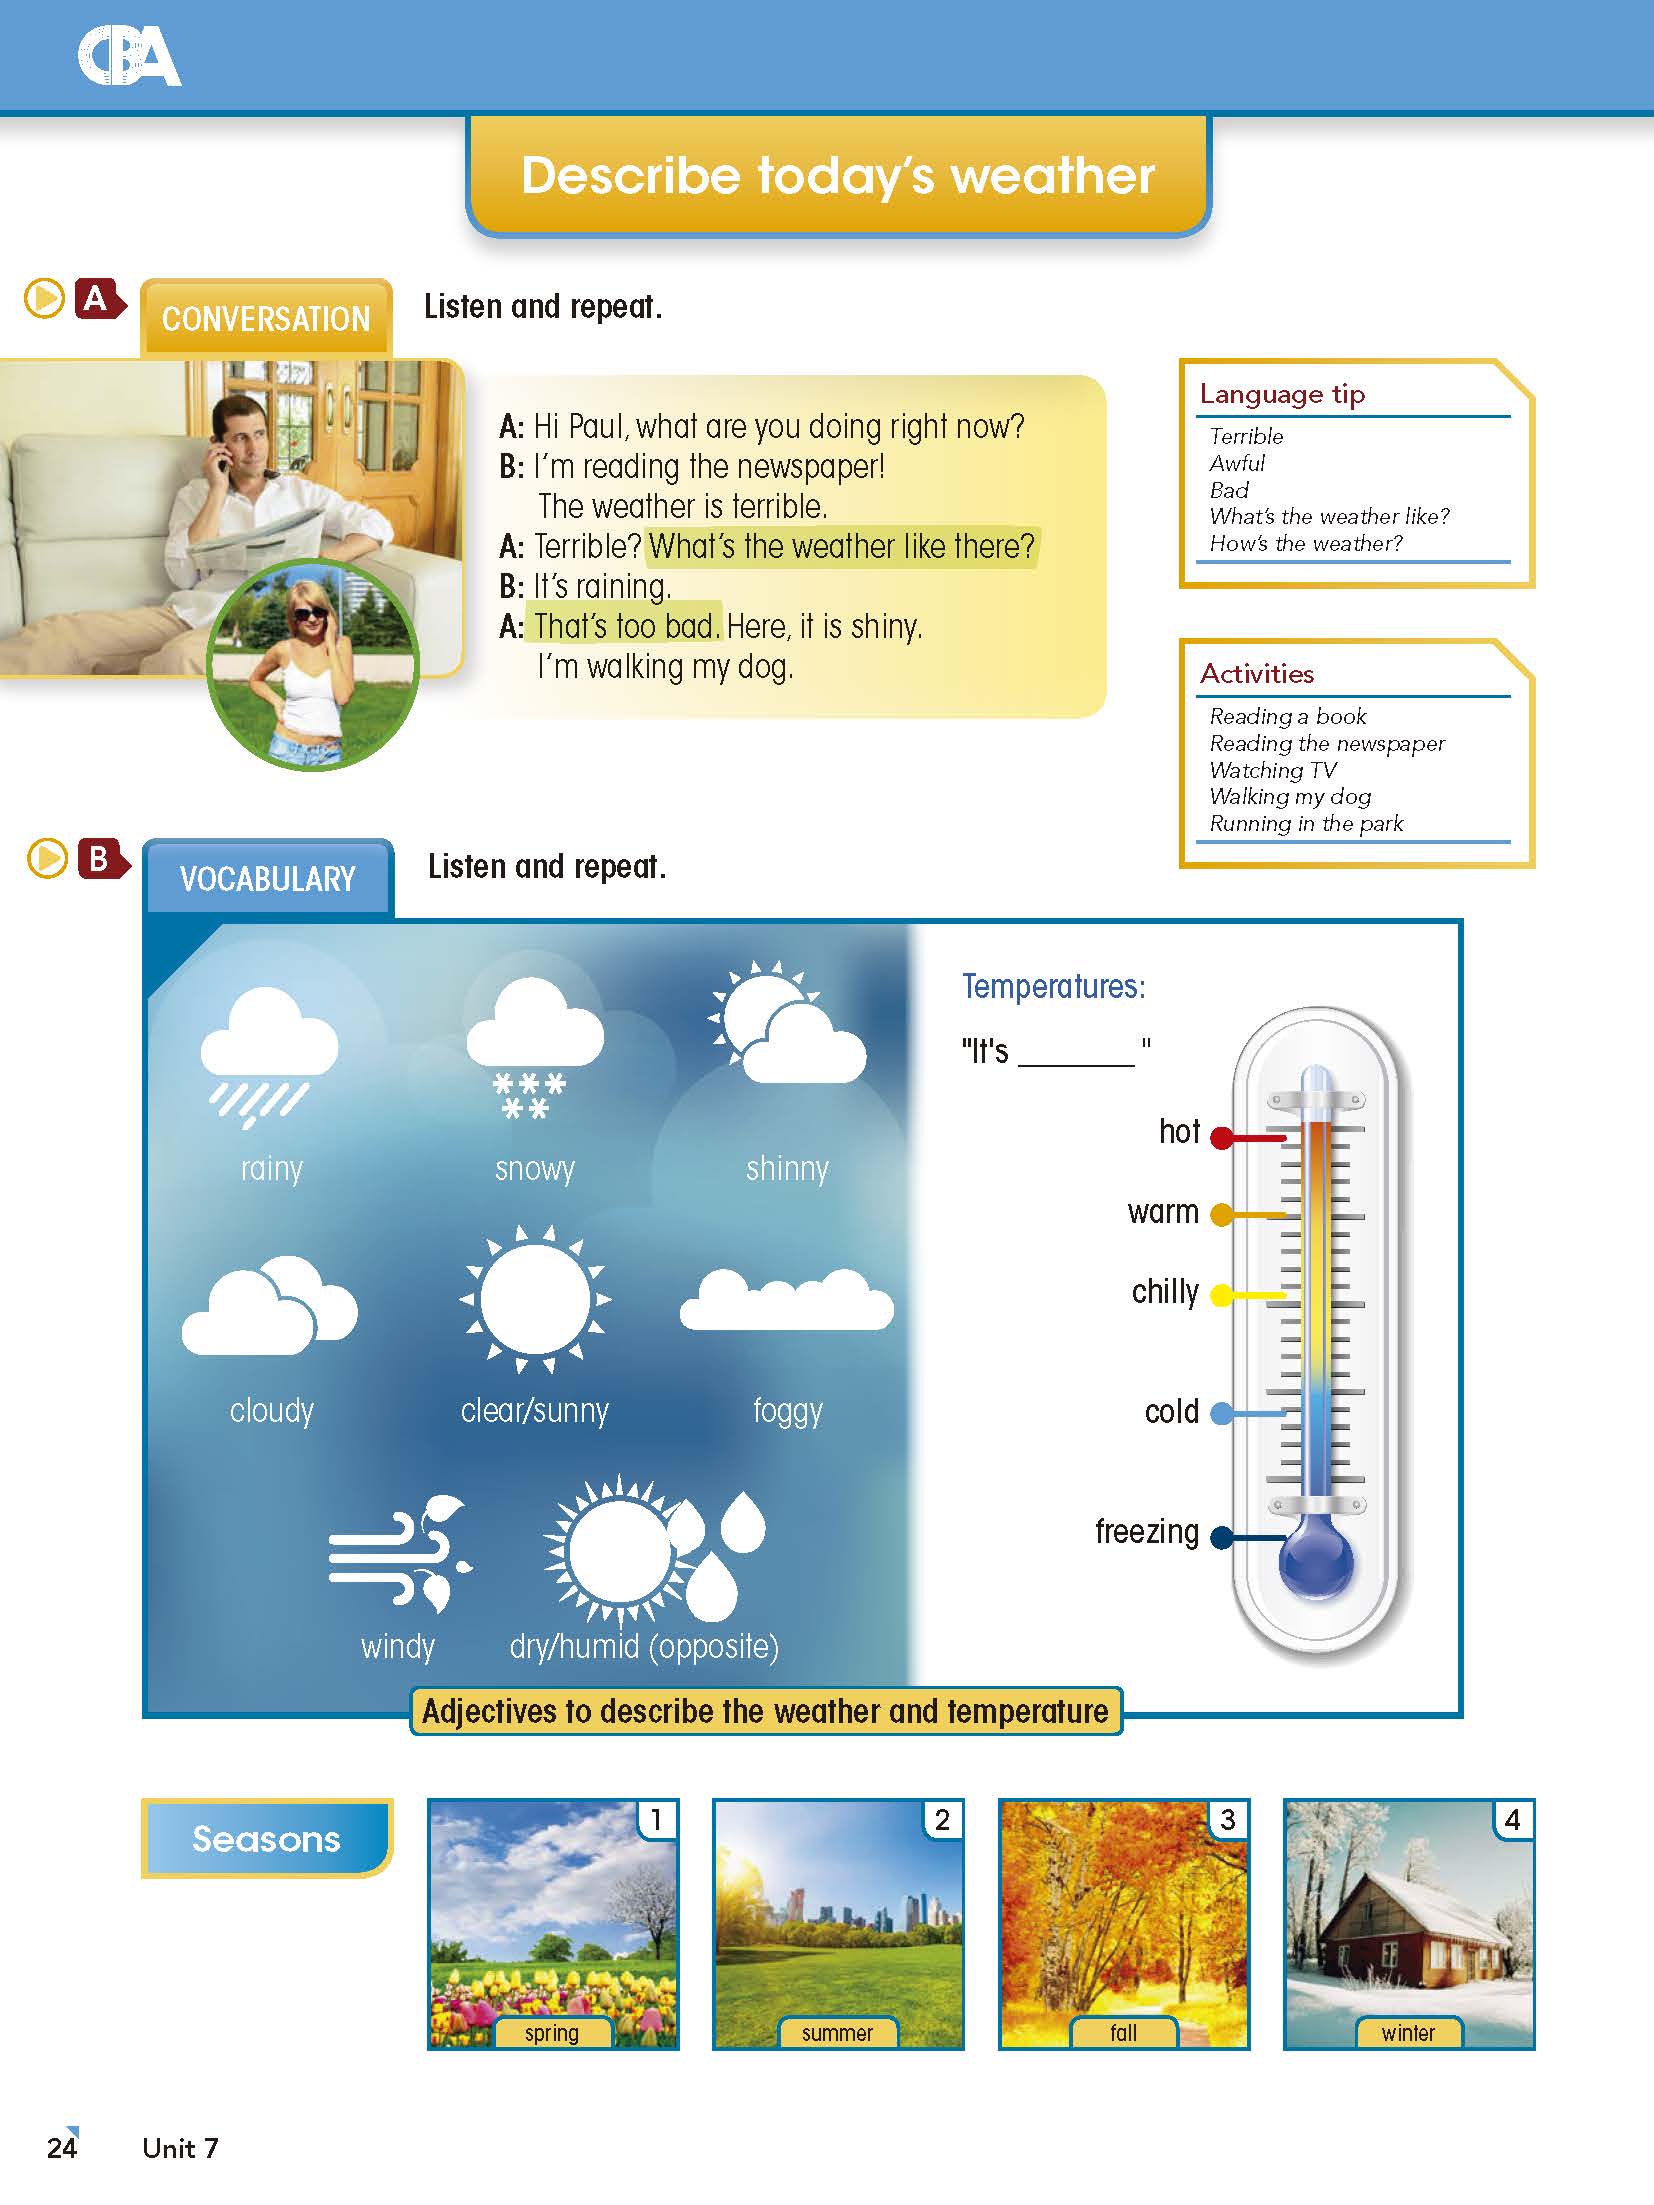 CBA
Describe today's weather
A
CONVERSATION
Listen and repeat.
A: Hi Paul, what are you doing right now?
B: I'm reading the newspaper!
The weather is terrible.
A: Terrible? What's the weather like there?
B: It's raining.
A: That's too bad. Here, it is shiny.
I'm walking my dog.
Language tip
Terrible
Awful
Bad
What's the weather like?
How's the weather?
Activities
Reading a book
Reading the newspaper
Watching TV
Walking my dog
Running in the park
B
VOCABULARY
Listen and repeat.
rainy
snowy
shinny
cloudy
clear/sunny
foggy
windy
dry/humid (opposite)
Temperatures:
"It's _______ "
hot
warm
chilly
cold
freezing
Adjectives to describe the weather and temperature
Seasons
1
spring
2
summer
3
fall
4
winter
24
Unit 7